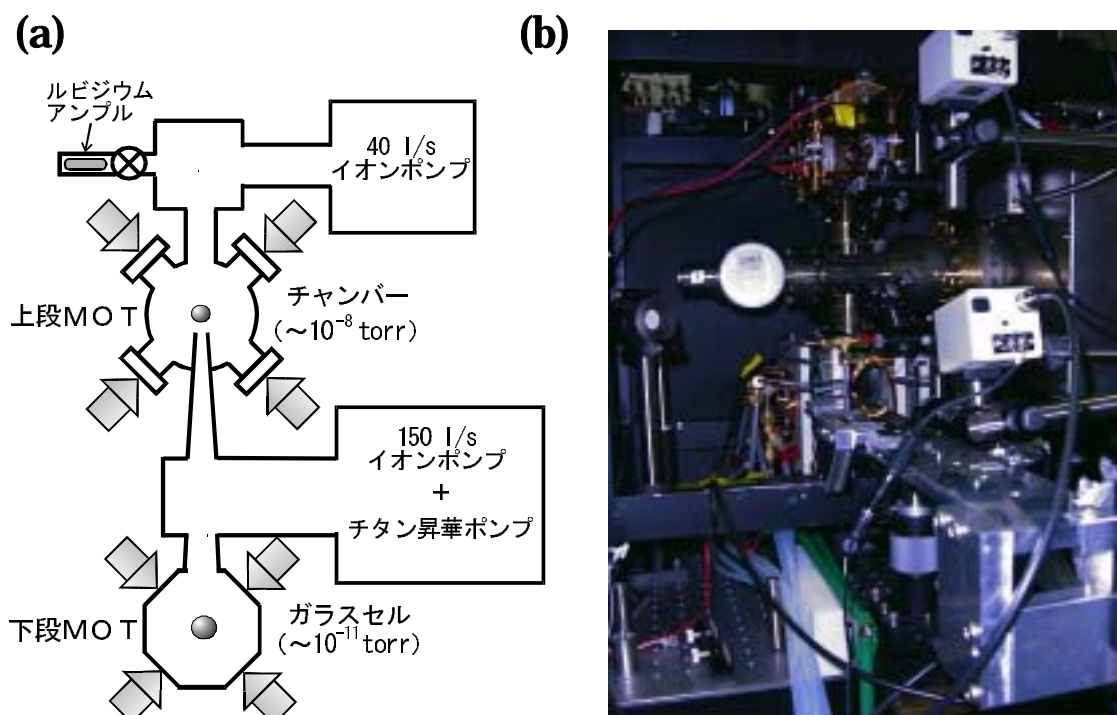 (a)
(b)
ルビジウム
アンプル
40 l/s
イオンポンプ
上段MOT
チャンバー
(~10⁻⁸ torr)
150 l/s
イオンポンプ
+
チタン昇華ポンプ
下段MOT
ガラスセル
(~10⁻¹¹ torr)